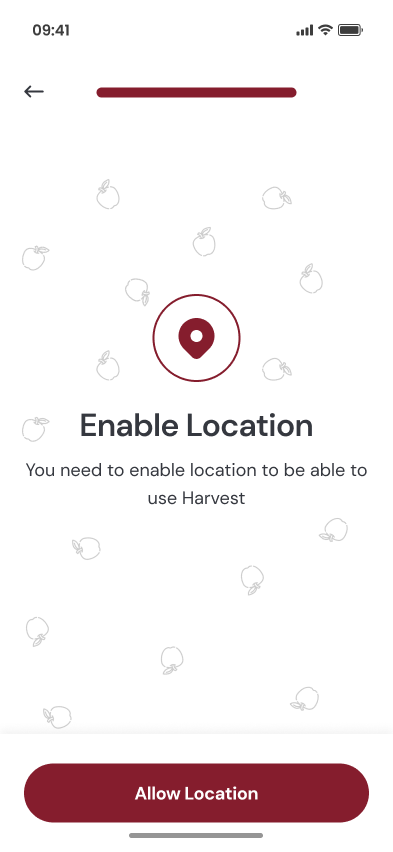 09:41
Enable Location
You need to enable location to be able to
use Harvest
Allow Location